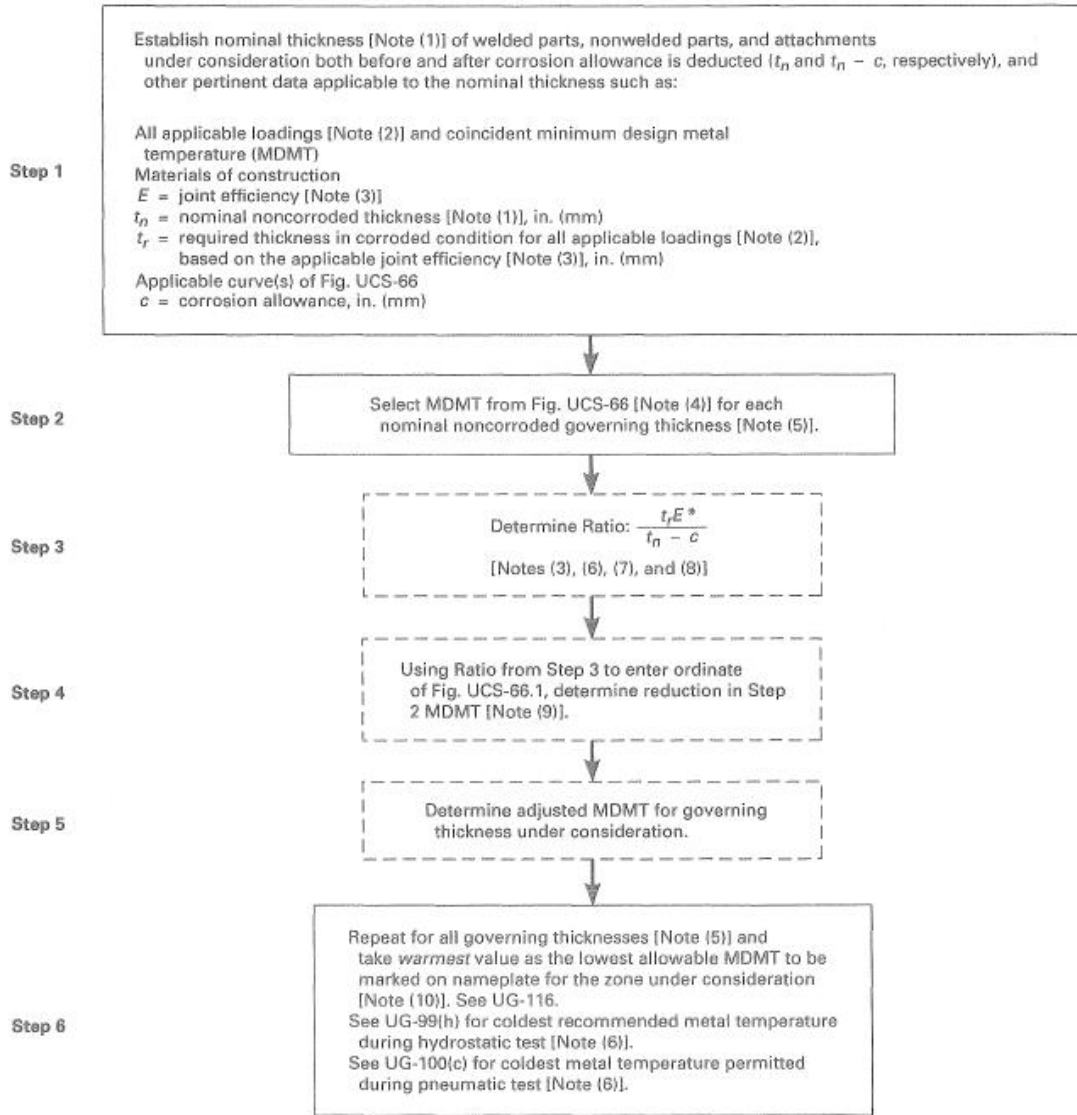 Establish nominal thickness [Note (1)] of welded parts, nonwelded parts, and attachments
under consideration both before and after corrosion allowance is deducted (tn and tn – c, respectively), and
other pertinent data applicable to the nominal thickness such as:
All applicable loadings [Note (2)] and coincident minimum design metal
temperature (MDMT)
Step 1
Materials of construction
E = joint efficiency [Note (3)]
tn = nominal noncorroded thickness [Note (1)], in. (mm)
tr = required thickness in corroded condition for all applicable loadings [Note (2)],
based on the applicable joint efficiency [Note (3)], in. (mm)
Applicable curve(s) of Fig. UCS-66
c = corrosion allowance, in. (mm)
Step 2
Select MDMT from Fig. UCS-66 [Note (4)] for each
nominal noncorroded governing thickness [Note (5)].
Step 3
Determine Ratio: trE*
tn – c
[Notes (3), (6), (7), and (8)]
Step 4
Using Ratio from Step 3 to enter ordinate
of Fig. UCS-66.1, determine reduction in Step
2 MDMT [Note (9)].
Step 5
Determine adjusted MDMT for governing
thickness under consideration.
Step 6
Repeat for all governing thicknesses [Note (5)] and
take warmest value as the lowest allowable MDMT to be
marked on nameplate for the zone under consideration
[Note (10)]. See UG-116.
See UG-99(h) for coldest recommended metal temperature
during hydrostatic test [Note (6)].
See UG-100(c) for coldest metal temperature permitted
during pneumatic test [Note (6)].